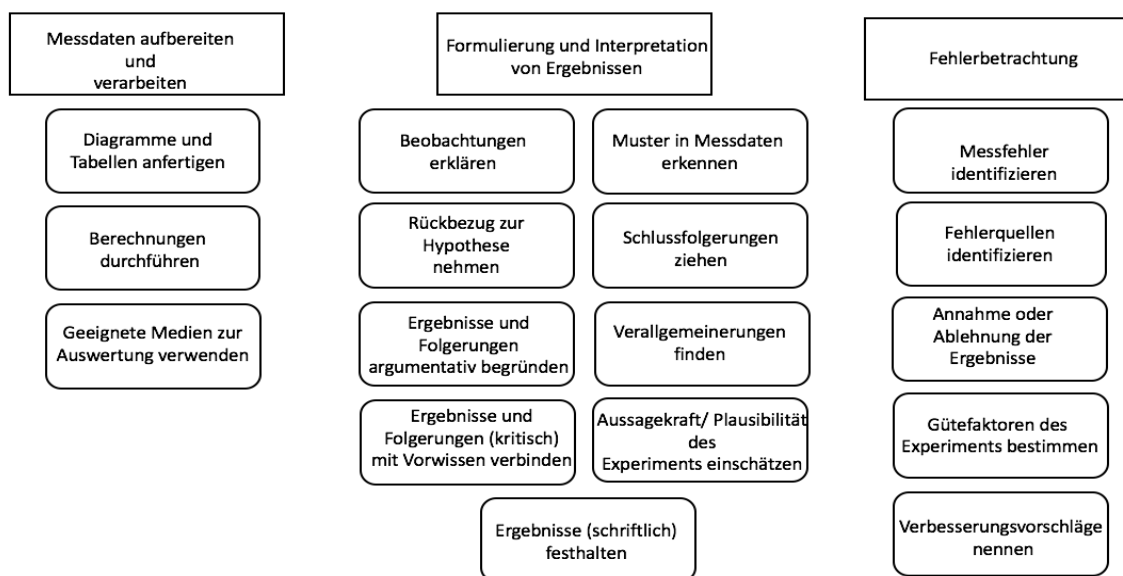 Messdaten aufbereiten
und
verarbeiten
Diagramme und
Tabellen anfertigen
Berechnungen
durchführen
Geeignete Medien zur
Auswertung verwenden
Formulierung und Interpretation
von Ergebnissen
Beobachtungen
erklären
Muster in Messdaten
erkennen
Rückbezug zur
Hypothese
nehmen
Schlussfolgerungen
ziehen
Ergebnisse und
Folgerungen
argumentativ begründen
Verallgemeinerungen
finden
Ergebnisse und
Folgerungen (kritisch)
mit Vorwissen verbinden
Aussagekraft/ Plausibilität
des
Experiments einschätzen
Ergebnisse (schriftlich)
festhalten
Fehlerbetrachtung
Messfehler
identifizieren
Fehlerquellen
identifizieren
Annahme oder
Ablehnung der
Ergebnisse
Gütefaktoren des
Experiments bestimmen
Verbesserungsvorschläge
nennen